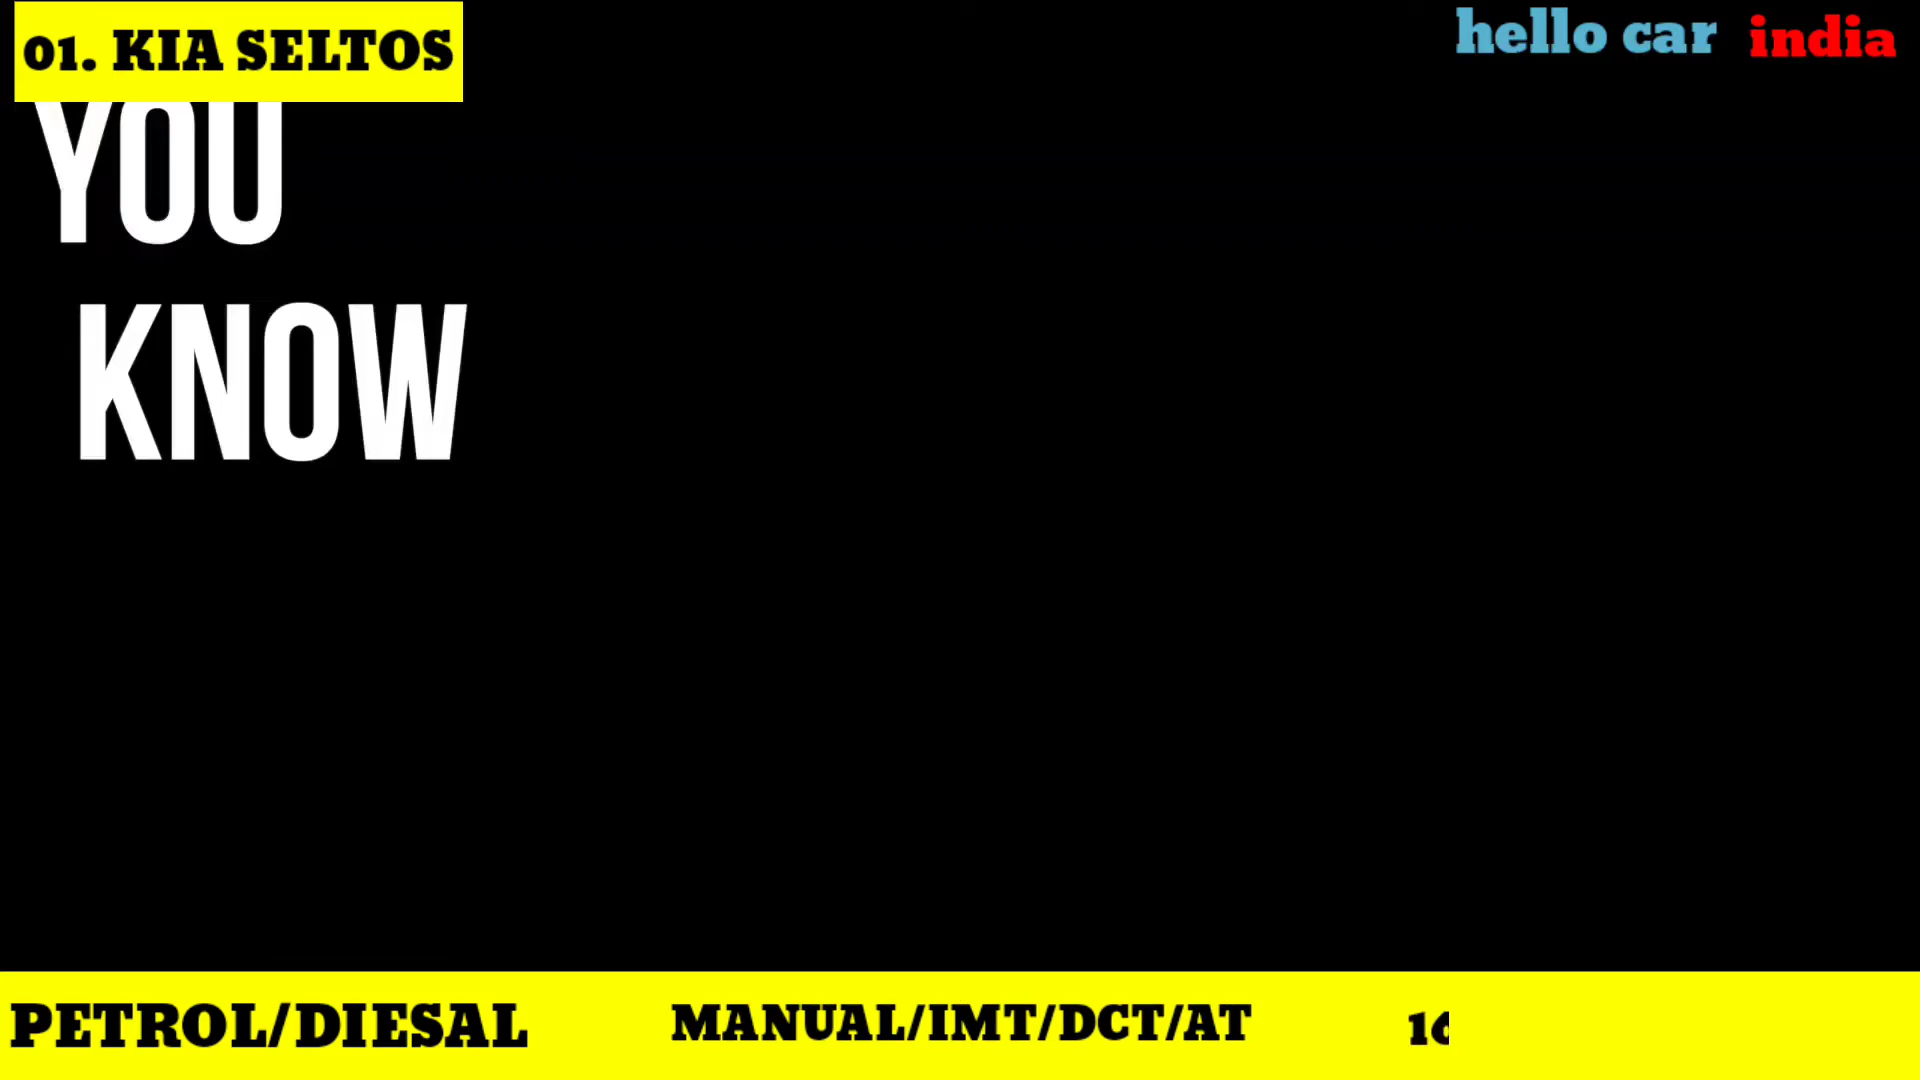 01. KIA SELTOS
hello car india
YOU
KNOW
PETROL/DIESAL MANUAL/IMT/DCT/AT